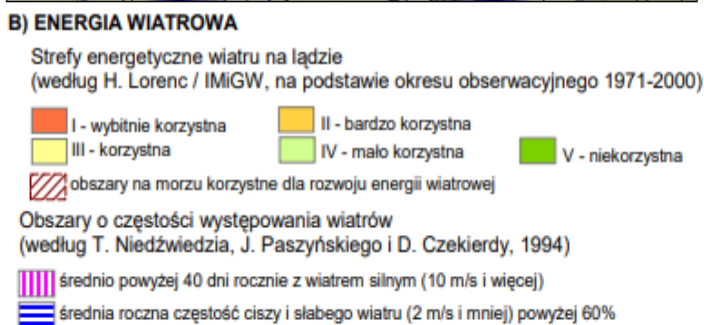 B) ENERGIA WIATROWA
Strefy energetyczne wiatru na lądzie
(według H. Lorenc / IMiGW, na podstawie okresu obserwacyjnego 1971-2000)
I - wybitnie korzystna
II - bardzo korzystna
III - korzystna
IV - mało korzystna
V - niekorzystna
obszary na morzu korzystne dla rozwoju energii wiatrowej
Obszary o częstości występowania wiatrów
(według T. Niedźwiedzia, J. Paszyńskiego i D. Czekierdy, 1994)
średnio powyżej 40 dni rocznie z wiatrem silnym (10 m/s i więcej)
średnia roczna częstość ciszy i słabego wiatru (2 m/s i mniej) powyżej 60%